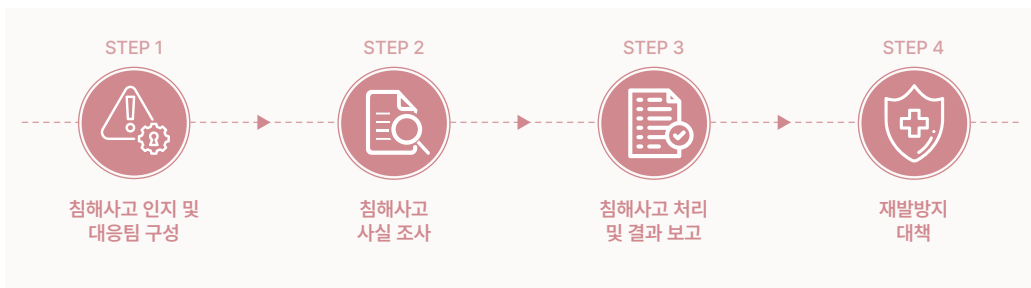 STEP 1
침해사고 인지 및
대응팀 구성
STEP 2
침해사고
사실 조사
STEP 3
침해사고 처리
및 결과 보고
STEP 4
재발방지
대책